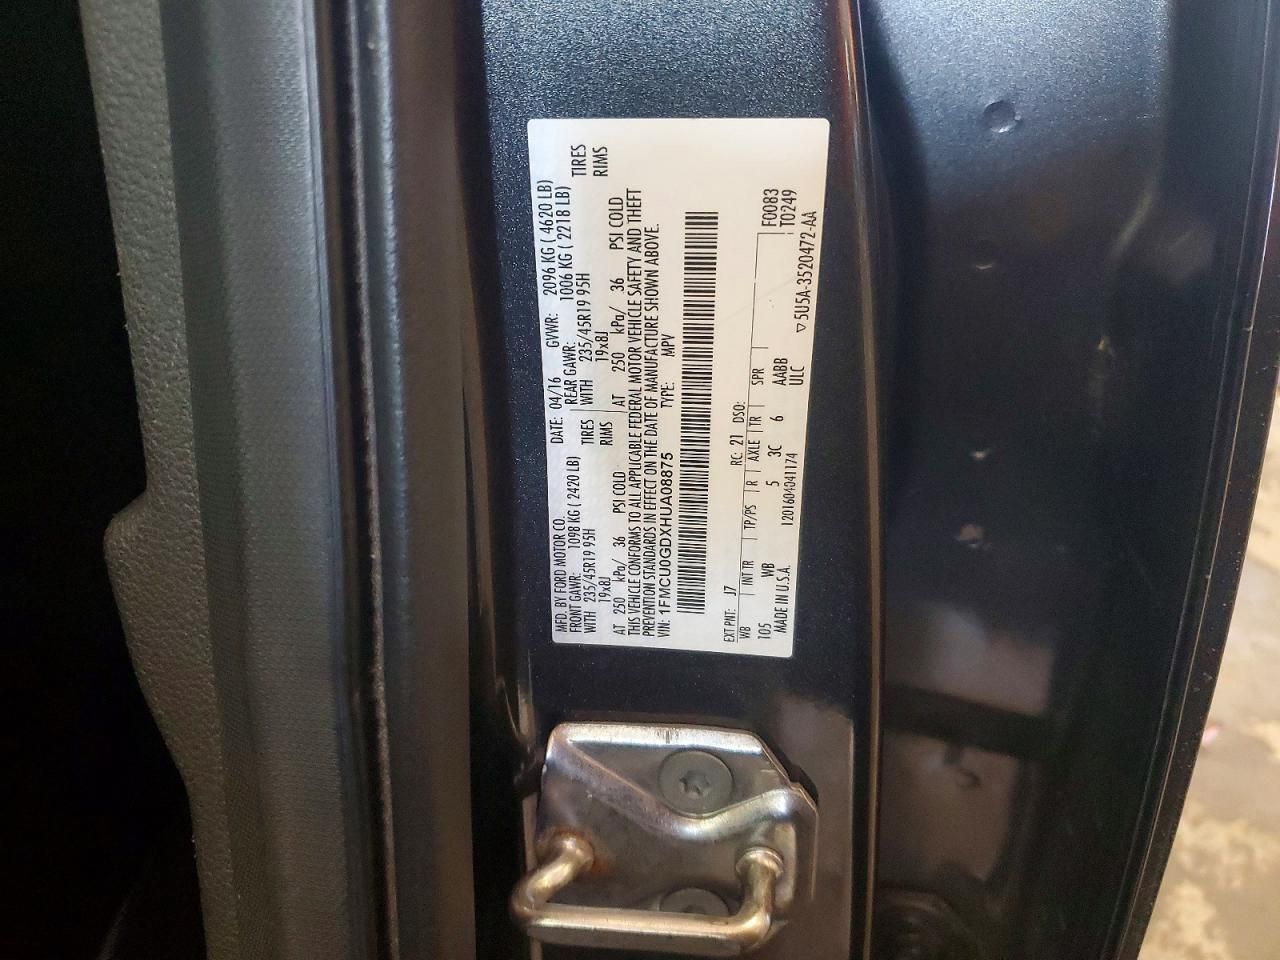 MFD. BY FORD MOTOR CO. DATE: 04/16 GVWR: 2096 KG ( 4620 LB)
FRONT GAWR: 1098 KG ( 2420 LB) REAR GAWR: 1006 KG ( 2218 LB)
WITH 235/45R19 95H TIRES WITH 235/45R19 95H TIRES
19x8J RIMS 19x8J RIMS
AT 250 kPa/ 36 PSI COLD AT 250 kPa/ 36 PSI COLD
THIS VEHICLE CONFORMS TO ALL APPLICABLE FEDERAL MOTOR VEHICLE SAFETY AND THEFT
PREVENTION STANDARDS IN EFFECT ON THE DATE OF MANUFACTURE SHOWN ABOVE.
VIN: 1FMCU0GDXHUA08875 TYPE: MPV
EXT PNT: J7 RC: 21 DSO: F0083
WB INT TR TP/PS R AXLE TR SPR T0249
105 WB 5 3C 6 AABB
MADE IN U.S.A. 120160404‌1174 ULC ▽ 5U5A-3520472-AA